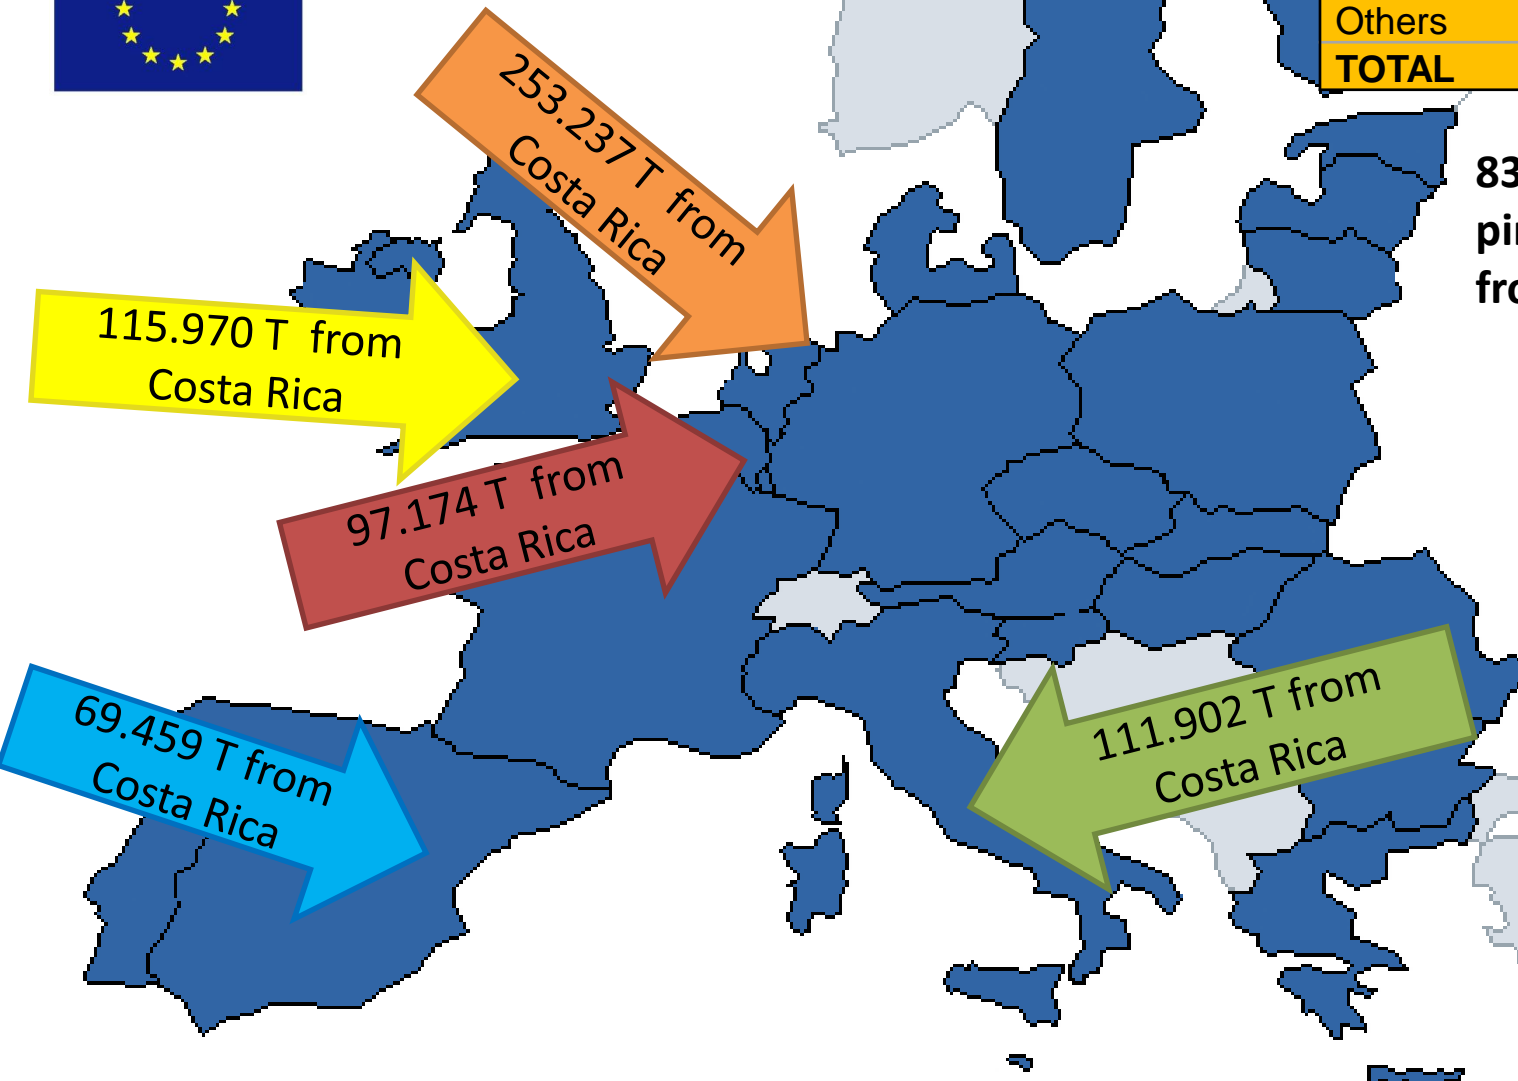 Others
TOTAL
253.237 T from
Costa Rica
83
115.970 T from
Costa Rica
97.174 T from
Costa Rica
69.459 T from
Costa Rica
111.902 T from
Costa Rica